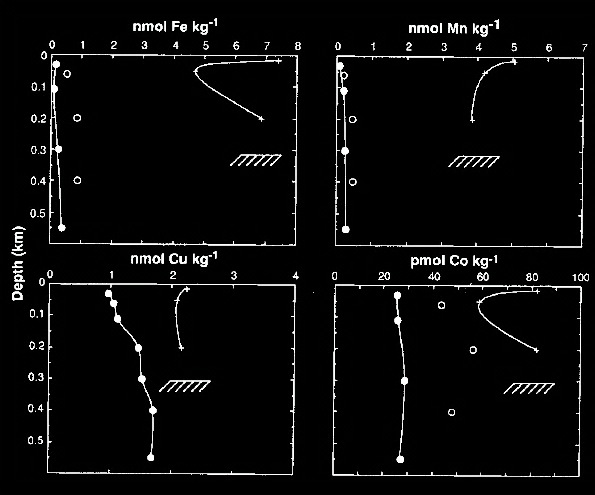 nmol Fe kg-1
0 1 2 3 4 5 6 7 8
nmol Mn kg-1
0 1 2 3 4 5 6 7
0
0.1
0.2
0.3
0.4
0.5
Depth (km)
nmol Cu kg-1
0 1 2 3 4
pmol Co kg-1
0 20 40 60 80 100
0
0.1
0.2
0.3
0.4
0.5